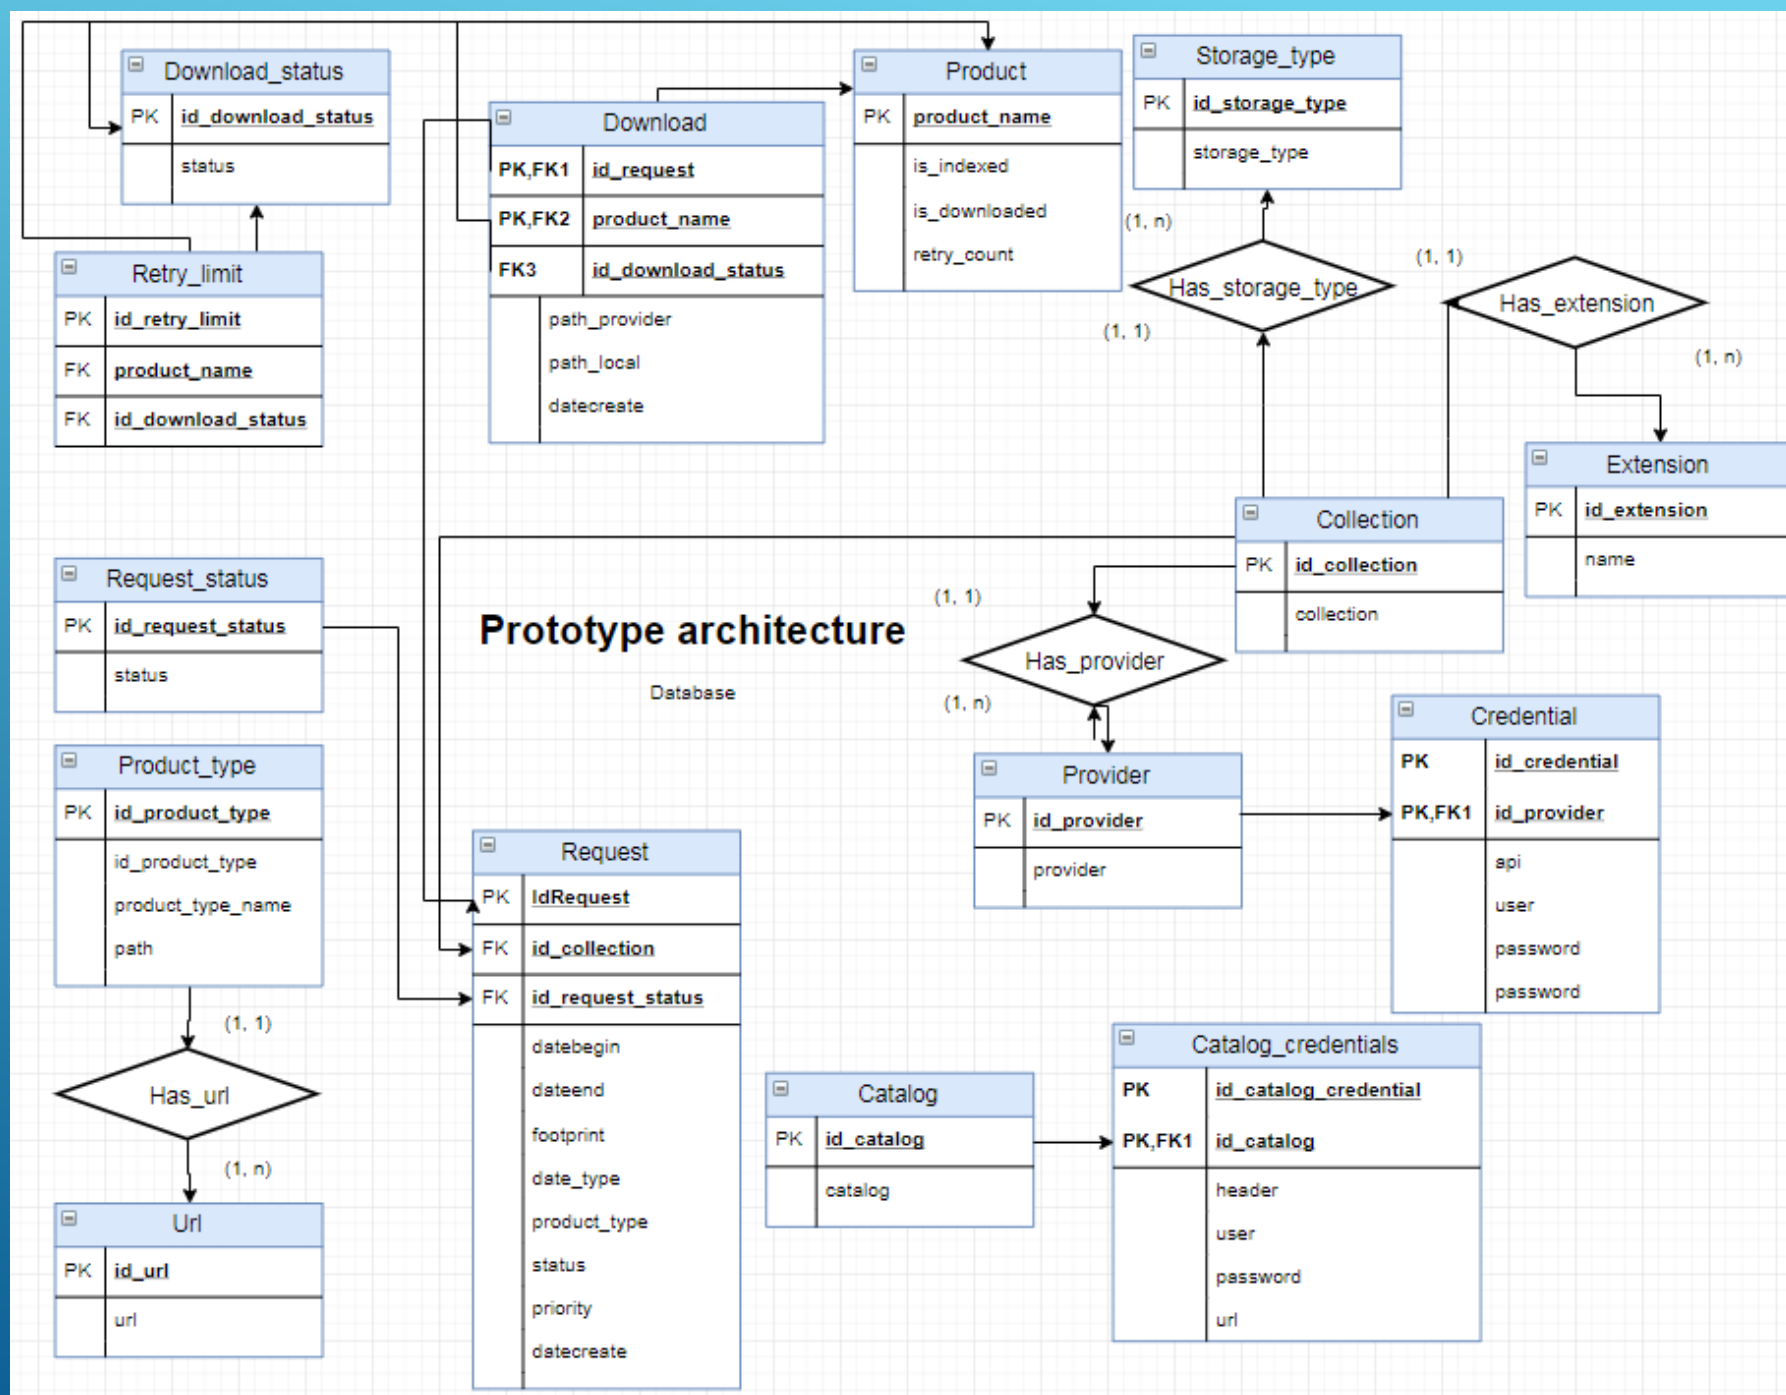 Download_status
PK id_download_status
status
Download
PK,FK1 id_request
PK,FK2 product_name
FK3 id_download_status
path_provider
path_local
datecreate
Product
PK product_name
is_indexed
is_downloaded
retry_count
Storage_type
PK id_storage_type
storage_type
(1, n)
Has_storage_type
(1, 1)
(1, 1)
Has_extension
(1, n)
Retry_limit
PK id_retry_limit
FK product_name
FK id_download_status
Extension
PK id_extension
name
Collection
PK id_collection
collection
Request_status
PK id_request_status
status
Prototype architecture
Database
(1, 1)
Has_provider
(1, n)
Provider
PK id_provider
provider
Credential
PK id_credential
PK,FK1 id_provider
api
user
password
password
Product_type
PK id_product_type
id_product_type
product_type_name
path
(1, 1)
Has_url
(1, n)
Url
PK id_url
url
Request
PK IdRequest
FK id_collection
FK id_request_status
datebegin
dateend
footprint
date_type
product_type
status
priority
datecreate
Catalog
PK id_catalog
catalog
Catalog_credentials
PK id_catalog_credential
PK,FK1 id_catalog
header
user
password
url